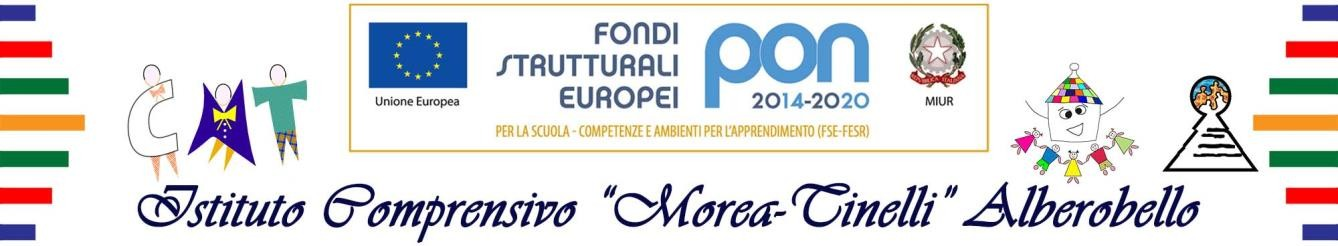 CAT
Unione Europea
FONDI
STRUTTURALI
EUROPEI
pon
2014-2020
MIUR
PER LA SCUOLA - COMPETENZE E AMBIENTI PER L'APPRENDIMENTO (FSE-FESR)
Istituto Comprensivo "Morea-Tinelli" Alberobello